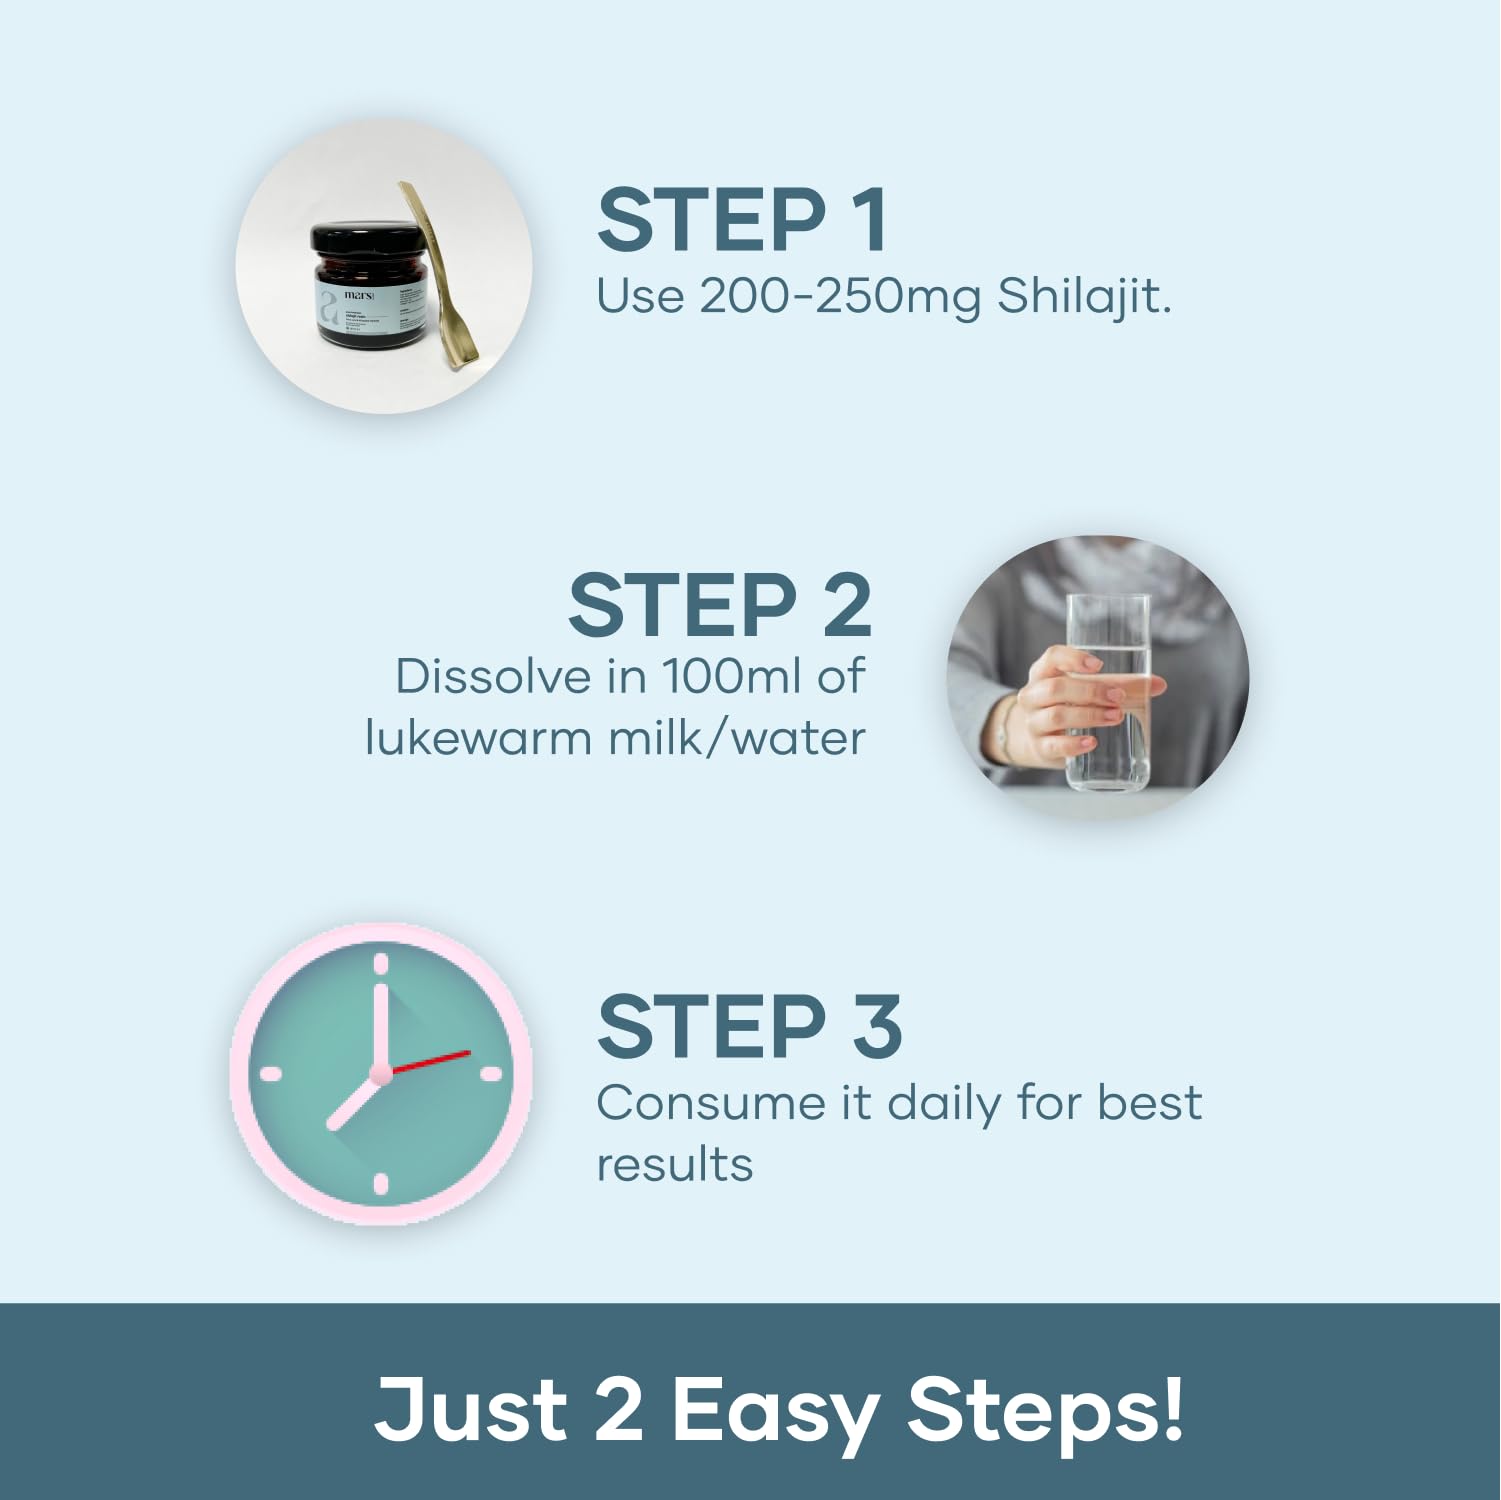 mars
STEP 1
Use 200-250mg Shilajit.
STEP 2
Dissolve in 100ml of
lukewarm milk/water
STEP 3
Consume it daily for best
results
Just 2 Easy Steps!